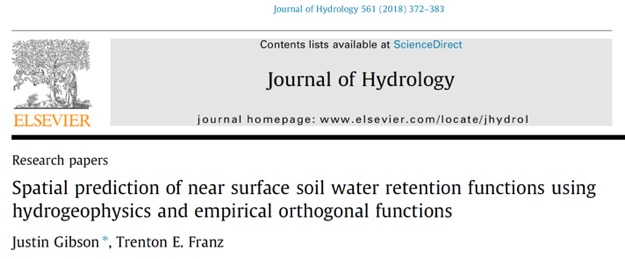 Journal of Hydrology 561 (2018) 372–383
Contents lists available at ScienceDirect
Journal of Hydrology
ELSEVIER
journal homepage: www.elsevier.com/locate/jhydrol
Research papers
Spatial prediction of near surface soil water retention functions using
hydrogeophysics and empirical orthogonal functions
Justin Gibson *, Trenton E. Franz